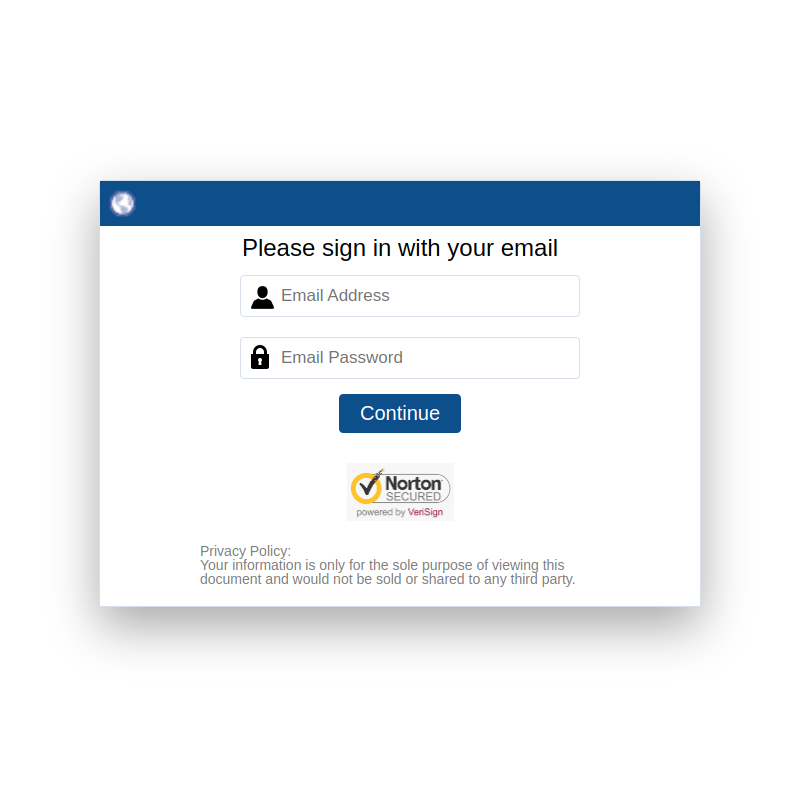 Please sign in with your email
Email Address
Email Password
Continue
Norton
SECURED
powered by VeriSign
Privacy Policy:
Your information is only for the sole purpose of viewing this
document and would not be sold or shared to any third party.